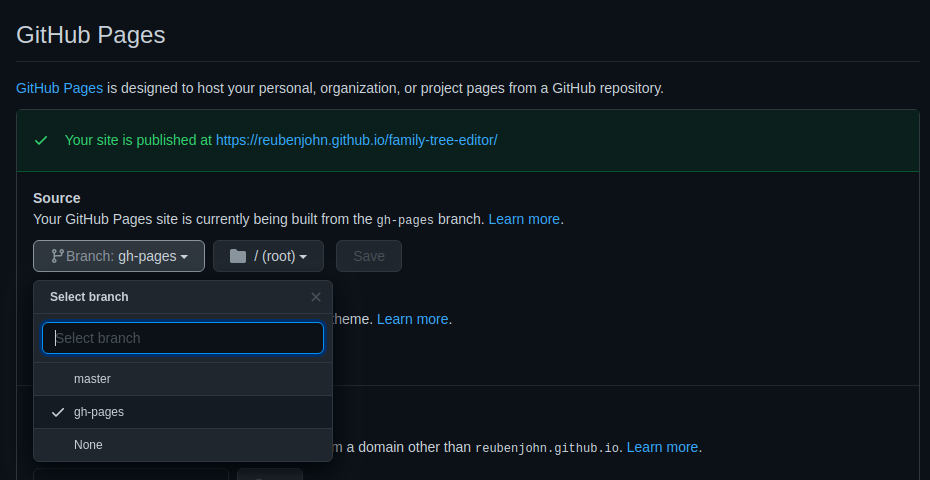 GitHub Pages
GitHub Pages is designed to host your personal, organization, or project pages from a GitHub repository.
Your site is published at https://reubenjohn.github.io/family-tree-editor/
Source
Your GitHub Pages site is currently being built from the gh-pages branch. Learn more.
Branch: gh-pages
/ (root)
Save
Select branch
theme. Learn more.
Select branch
master
gh-pages
None
a domain other than reubenjohn.github.io. Learn more.